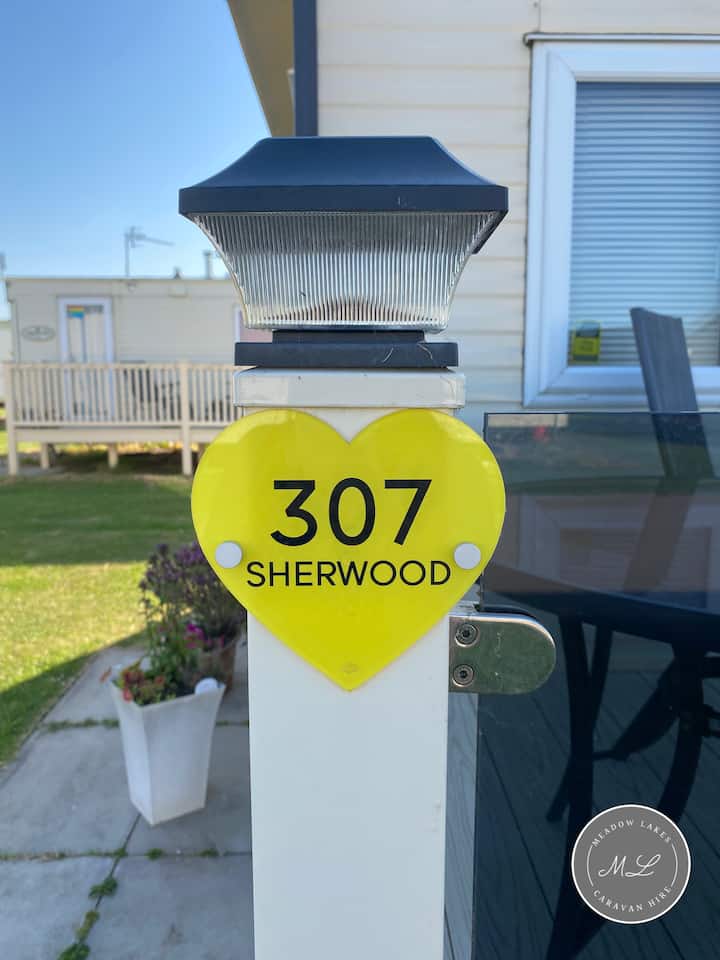 307
SHERWOOD
MEADOW LAKES
ML
CARAVAN HIRE